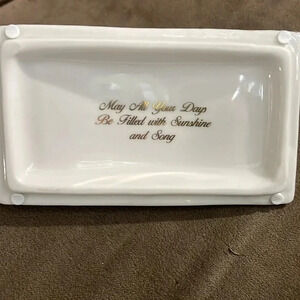 May All Your Days
Be Filled with Sunshine
and Song